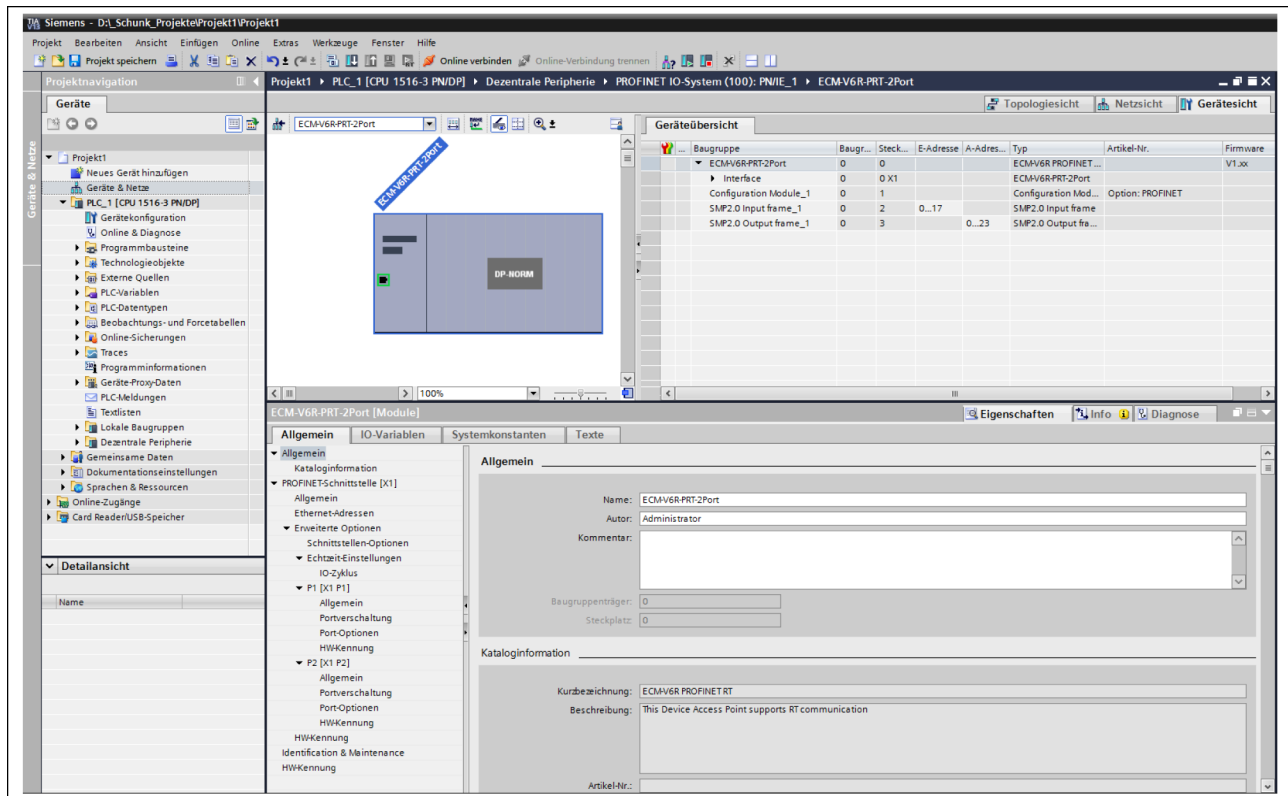 Siemens - D:\_Schunk_Projekte\Projekt1\Projekt1
Projekt Bearbeiten Ansicht Einfügen Online Extras Werkzeuge Fenster Hilfe
Projekt speichern Online verbinden Online-Verbindung trennen
Projektnavigation
Projekt1 PLC_1 [CPU 1516-3 PN/DP] Dezentrale Peripherie PROFINET IO-System (100): PN/IE_1 ECM-V6R-PRT-2Port
Geräte
Topologiesicht Netzsicht Gerätesicht
ECM-V6R-PRT-2Port
Geräteübersicht
Geräte & Netze
Projekt1
Neues Gerät hinzufügen
Geräte & Netze
PLC_1 [CPU 1516-3 PN/DP]
Gerätekonfiguration
Online & Diagnose
Programmbausteine
Technologieobjekte
Externe Quellen
PLC-Variablen
PLC-Datentypen
Beobachtungs- und Forcetabellen
Online-Sicherungen
Traces
Programminformationen
Geräte-Proxy-Daten
PLC-Meldungen
Textlisten
Lokale Baugruppen
Dezentrale Peripherie
Gemeinsame Daten
Dokumentationseinstellungen
Sprachen & Ressourcen
Online-Zugänge
Card Reader/USB-Speicher
Detailansicht
Name
ECM-V6R-PRT-2Port
DP-NORM
100%
... Baugruppe Baugr... Steck... E-Adresse A-Adres... Typ Artikel-Nr. Firmware
ECM-V6R-PRT-2Port 0 0 ECM-V6R PROFINET... V1.xx
Interface 0 0 X1 ECM-V6R-PRT-2Port
Configuration Module_1 0 1 Configuration Mod... Option: PROFINET
SMP2.0 Input frame_1 0 2 0...17 SMP2.0 Input frame
SMP2.0 Output frame_1 0 3 0...23 SMP2.0 Output fra...
ECM-V6R-PRT-2Port [Module]
Eigenschaften Info Diagnose
Allgemein IO-Variablen Systemkonstanten Texte
Allgemein
Kataloginformation
PROFINET-Schnittstelle [X1]
Allgemein
Ethernet-Adressen
Erweiterte Optionen
Schnittstellen-Optionen
Echtzeit-Einstellungen
IO-Zyklus
P1 [X1 P1]
Allgemein
Portverschaltung
Port-Optionen
HW-Kennung
P2 [X1 P2]
Allgemein
Portverschaltung
Port-Optionen
HW-Kennung
HW-Kennung
Identification & Maintenance
HW-Kennung
Allgemein
Name: ECM-V6R-PRT-2Port
Autor: Administrator
Kommentar:
Baugruppenträger: 0
Steckplatz: 0
Kataloginformation
Kurzbezeichnung: ECM-V6R PROFINET RT
Beschreibung: This Device Access Point supports RT communication
Artikel-Nr.: